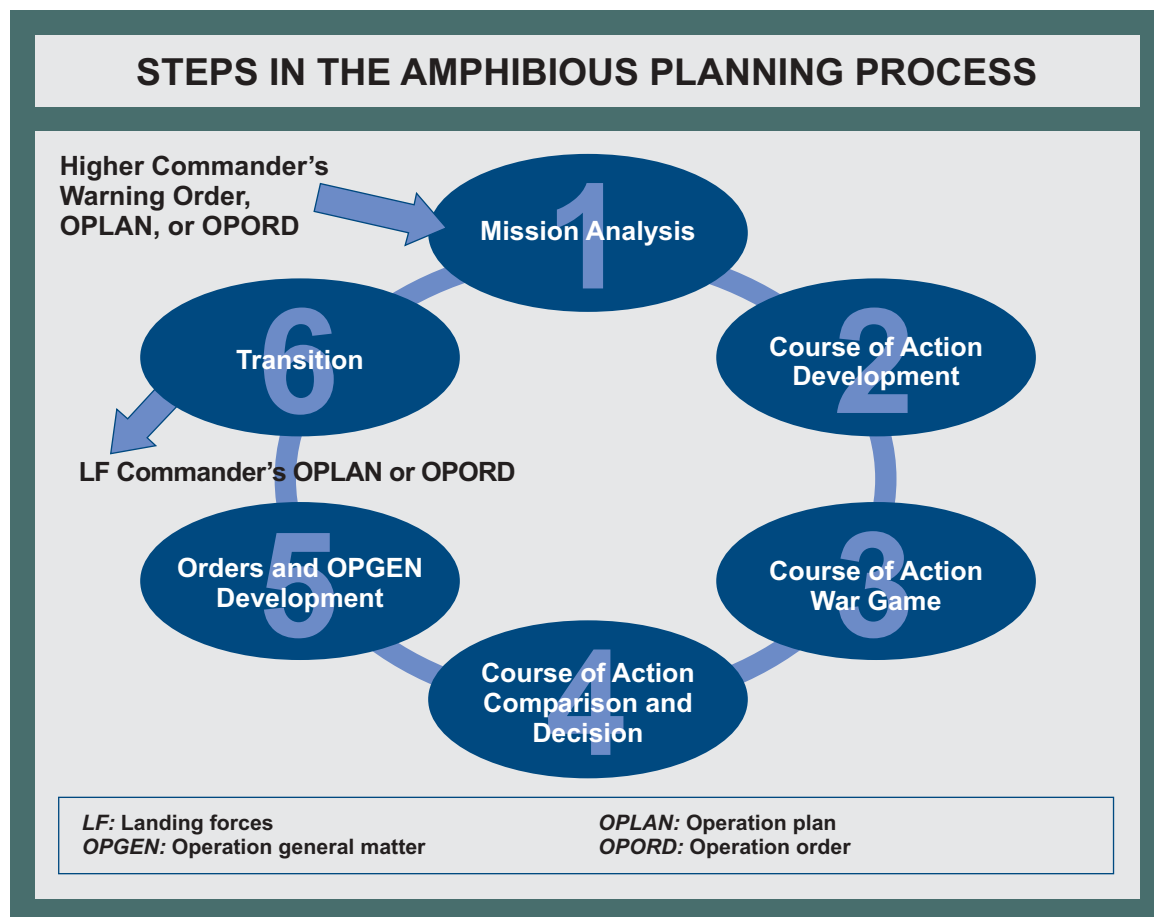 STEPS IN THE AMPHIBIOUS PLANNING PROCESS
Higher Commander's
Warning Order,
OPLAN, or OPORD
1
Mission Analysis
2
Course of Action
Development
3
Course of Action
War Game
4
Course of Action
Comparison and
Decision
5
Orders and OPGEN
Development
6
Transition
LF Commander's OPLAN or OPORD
LF: Landing forces
OPGEN: Operation general matter
OPLAN: Operation plan
OPORD: Operation order